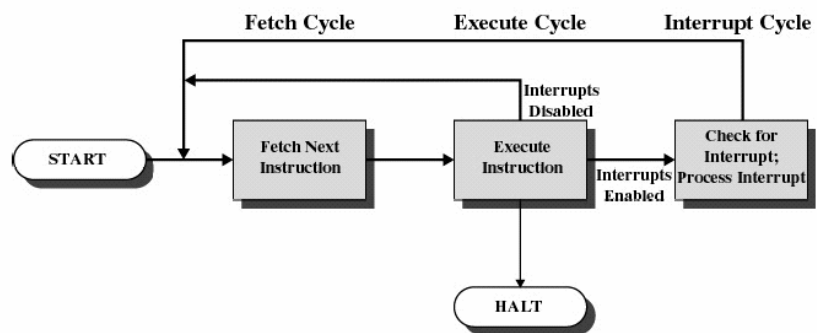 Fetch Cycle
Execute Cycle
Interrupt Cycle
Interrupts
Disabled
START
Fetch Next
Instruction
Execute
Instruction
Interrupts
Enabled
Check for
Interrupt;
Process Interrupt
HALT